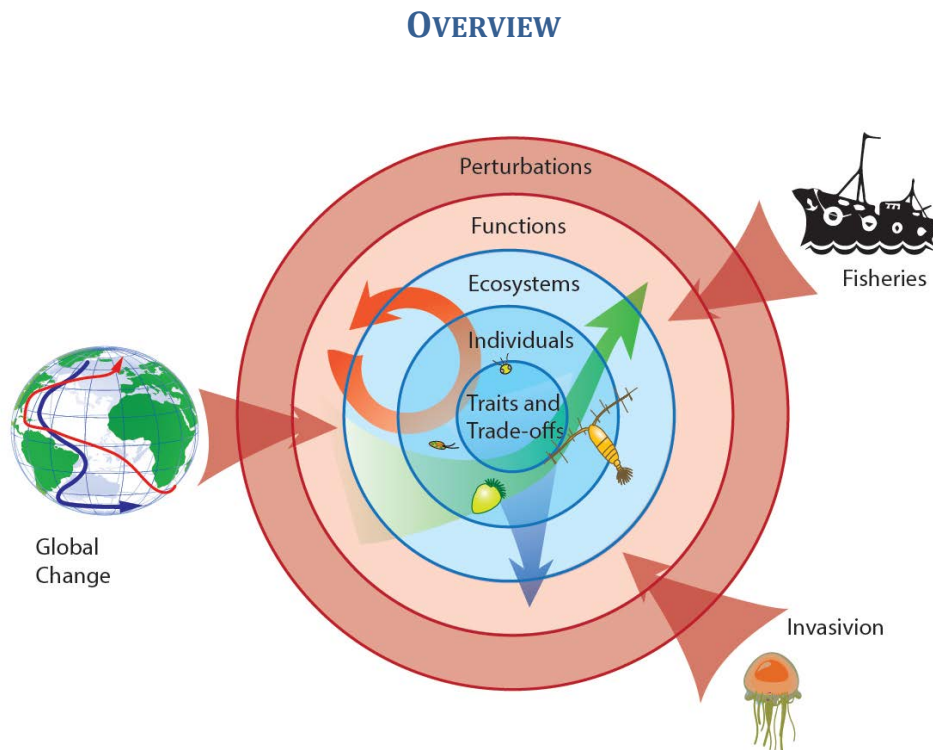 OVERVIEW
Perturbations
Functions
Ecosystems
Individuals
Traits and
Trade-offs
Fisheries
Global
Change
Invasivion